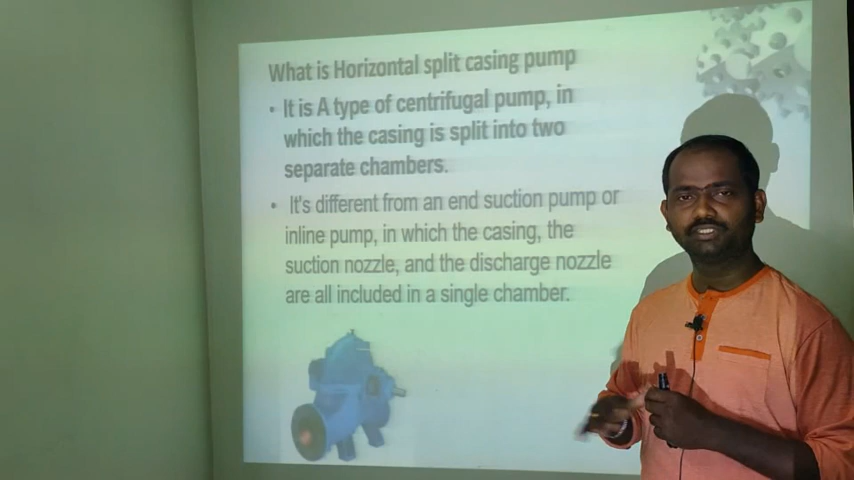 What is Horizontal split casing pump
• It is A type of centrifugal pump, in
which the casing is split into two
separate chambers.
• It's different from an end suction pump or
inline pump, in which the casing, the
suction nozzle, and the discharge nozzle
are all included in a single chamber.